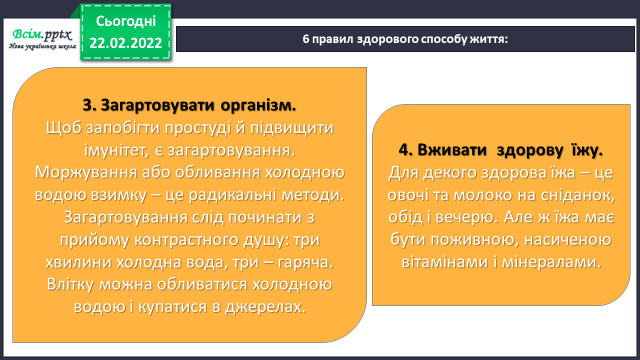 Всім.pptx
Нова українська школа
Сьогодні
22.02.2022
6 правил здорового способу життя:
3. Загартовувати організм.
Щоб запобігти простуді й підвищити
імунітет, є загартовування.
Моржування або обливання холодною
водою взимку – це радикальні методи.
Загартовування слід починати з
прийому контрастного душу: три
хвилини холодна вода, три – гаряча.
Влітку можна обливатися холодною
водою і купатися в джерелах.
4. Вживати здорову їжу.
Для декого здорова їжа – це
овочі та молоко на сніданок,
обід і вечерю. Але ж їжа має
бути поживною, насиченою
вітамінами і мінералами.